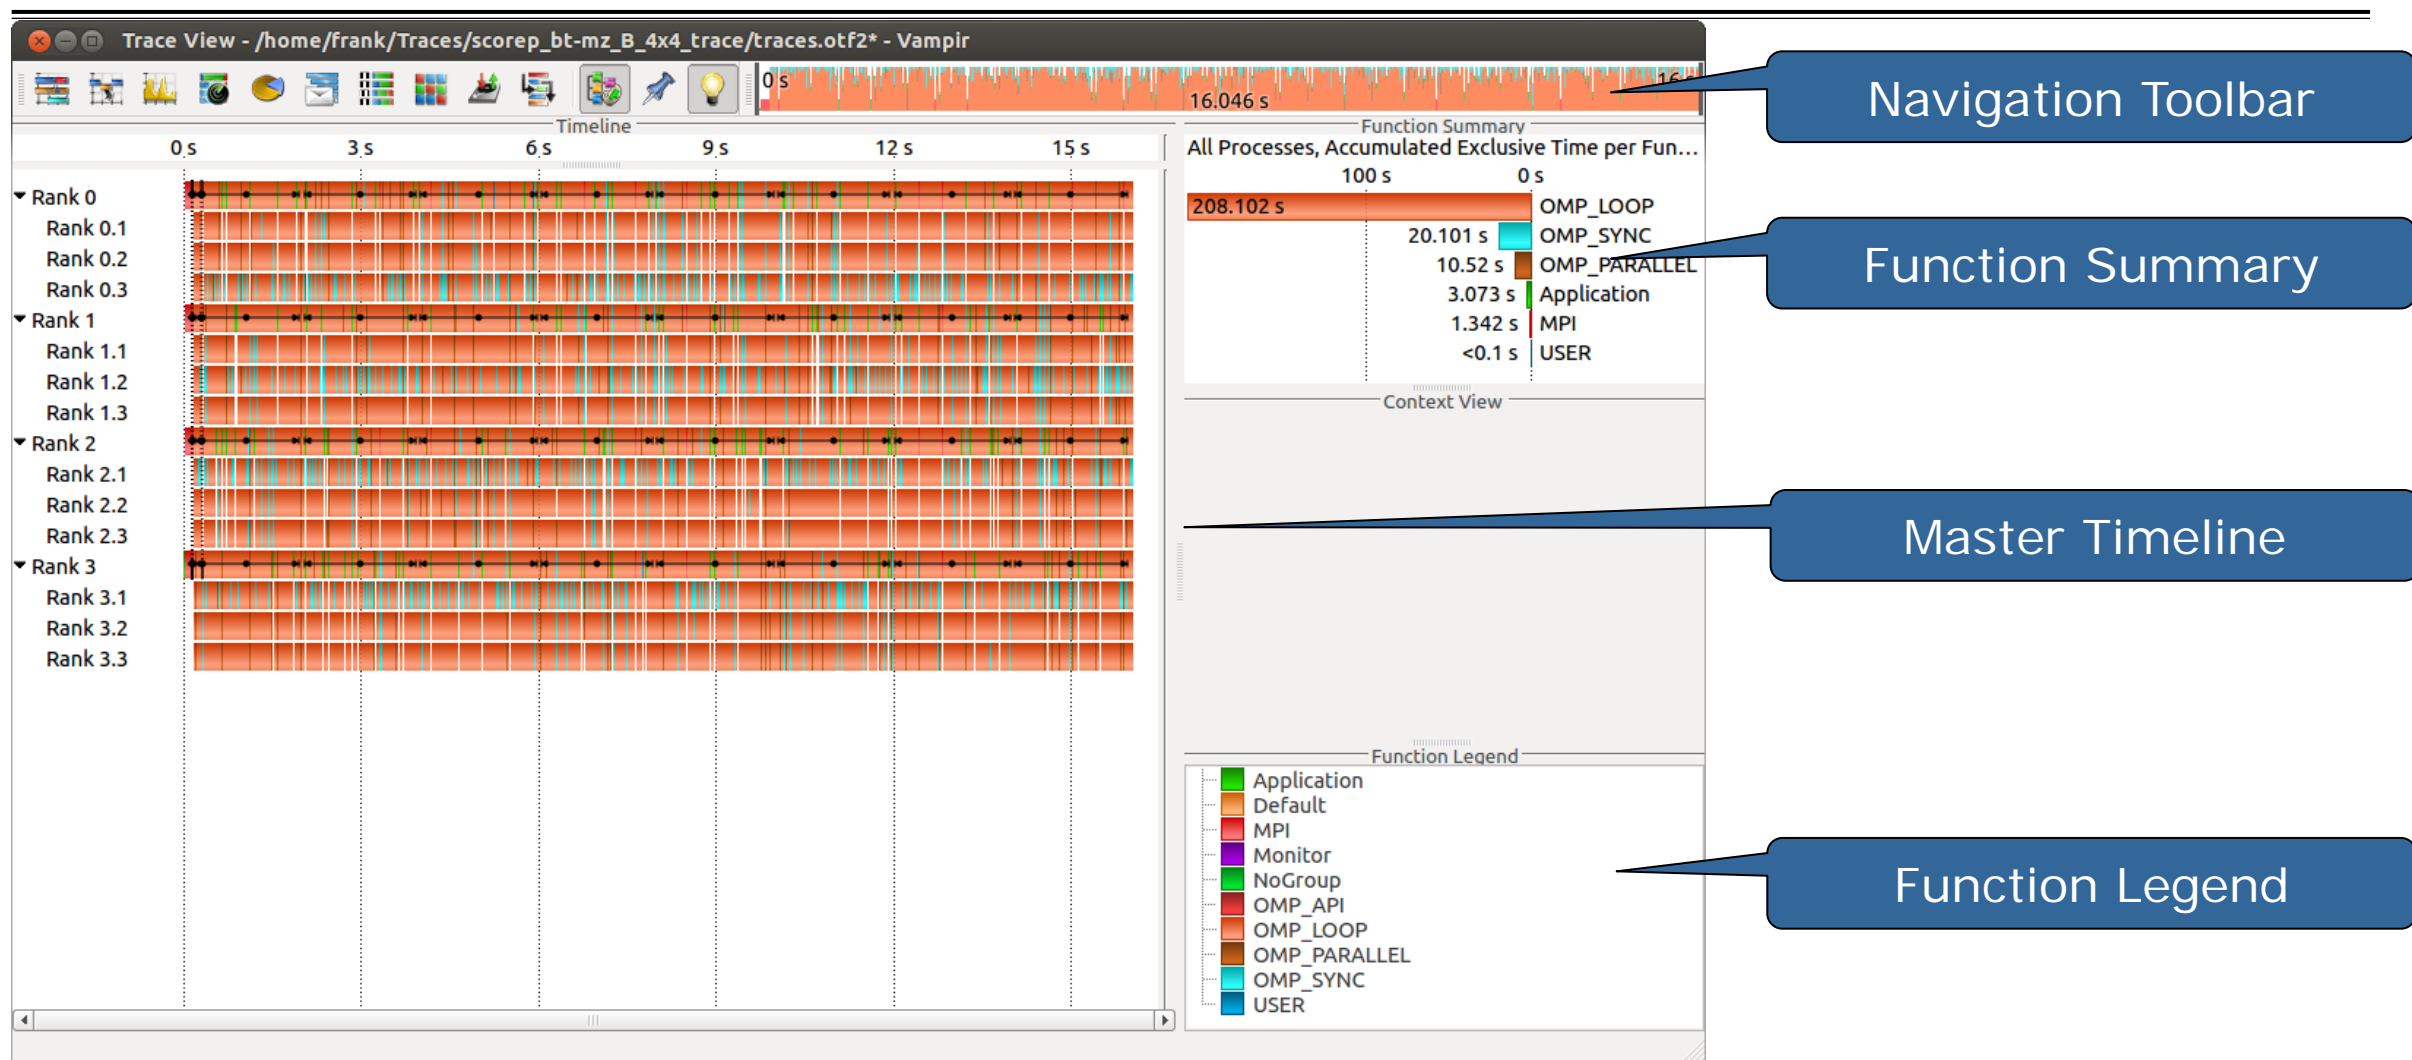 Trace View - /home/frank/Traces/scorep_bt-mz_B_4x4_trace/traces.otf2* - Vampir
0 s
16.046 s
Navigation Toolbar
Timeline
0 s 3 s 6 s 9 s 12 s 15 s
Rank 0
Rank 0.1
Rank 0.2
Rank 0.3
Rank 1
Rank 1.1
Rank 1.2
Rank 1.3
Rank 2
Rank 2.1
Rank 2.2
Rank 2.3
Rank 3
Rank 3.1
Rank 3.2
Rank 3.3
Function Summary
All Processes, Accumulated Exclusive Time per Fun...
100 s 0 s
208.102 s OMP_LOOP
20.101 s OMP_SYNC
10.52 s OMP_PARALLEL
3.073 s Application
1.342 s MPI
<0.1 s USER
Function Summary
Context View
Master Timeline
Function Legend
Application
Default
MPI
Monitor
NoGroup
OMP_API
OMP_LOOP
OMP_PARALLEL
OMP_SYNC
USER
Function Legend